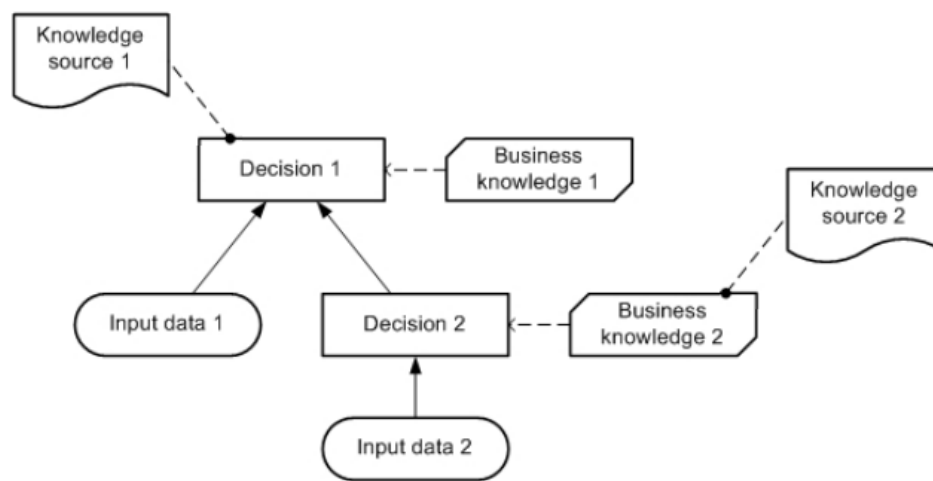 Knowledge
source 1
Decision 1
Business
knowledge 1
Knowledge
source 2
Input data 1
Decision 2
Business
knowledge 2
Input data 2